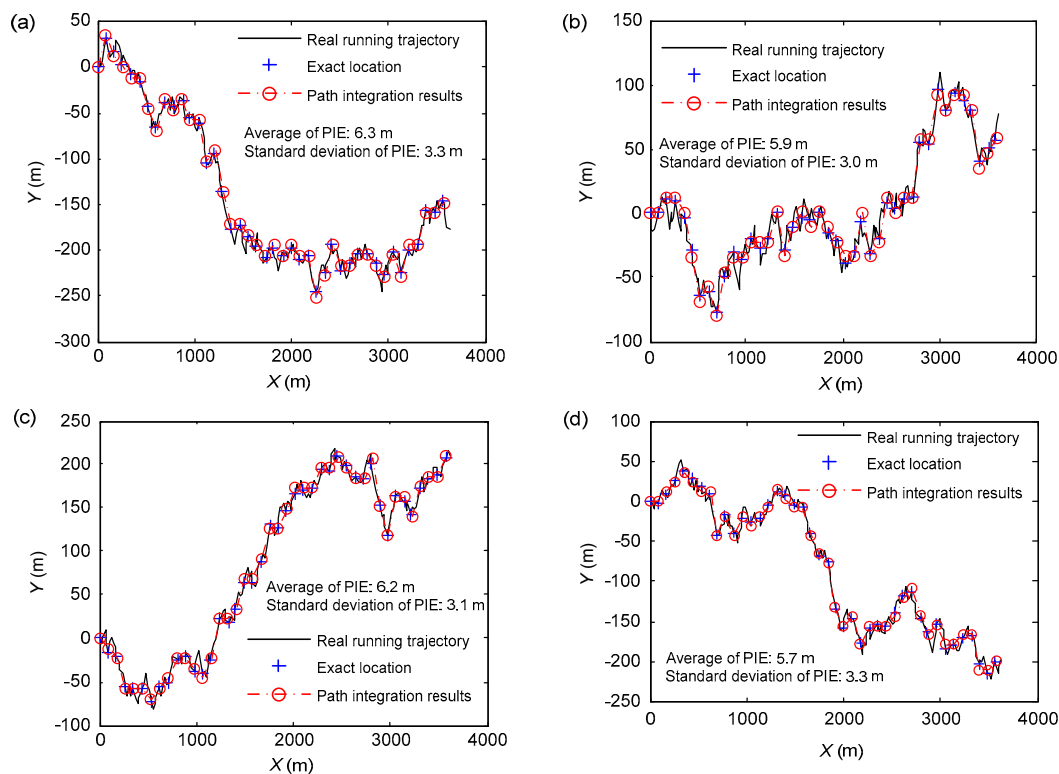 (a)
50
0
-50
-100
-150
-200
-250
-300
Y (m)
0
1000
2000
3000
4000
X (m)
Real running trajectory
Exact location
Path integration results
Average of PIE: 6.3 m
Standard deviation of PIE: 3.3 m
(b)
150
100
50
0
-50
-100
Y (m)
0
1000
2000
3000
4000
X (m)
Real running trajectory
Exact location
Path integration results
Average of PIE: 5.9 m
Standard deviation of PIE: 3.0 m
(c)
250
200
150
100
50
0
-50
-100
Y (m)
0
1000
2000
3000
4000
X (m)
Average of PIE: 6.2 m
Standard deviation of PIE: 3.1 m
Real running trajectory
Exact location
Path integration results
(d)
100
50
0
-50
-100
-150
-200
-250
Y (m)
0
1000
2000
3000
4000
X (m)
Real running trajectory
Exact location
Path integration results
Average of PIE: 5.7 m
Standard deviation of PIE: 3.3 m